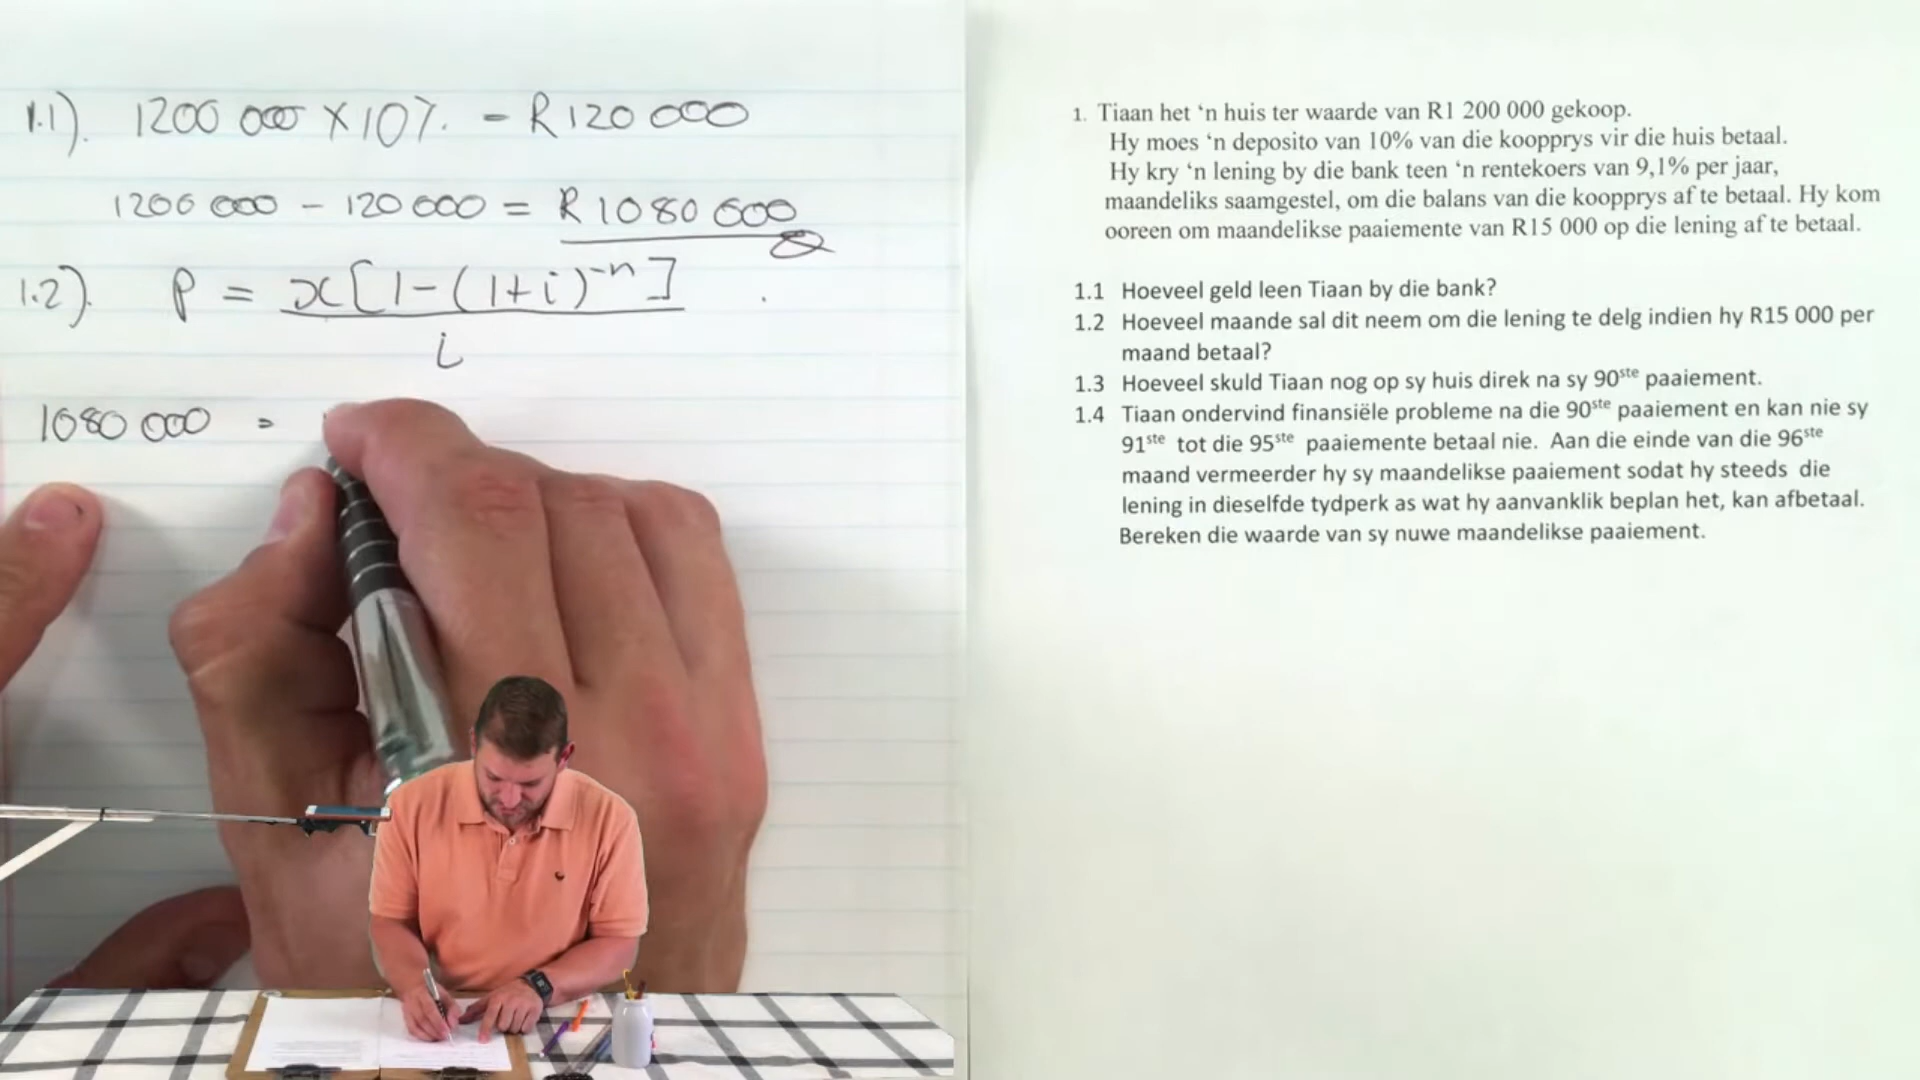 1.1). 1200 000 × 10%. - R120 000
1200 000 - 120 000 = R1080 000
1.2). P = x[1-(1+i)⁻ⁿ]
i
1080 000 =
1. Tiaan het ‘n huis ter waarde van R1 200 000 gekoop.
Hy moes ‘n deposito van 10% van die koopprys vir die huis betaal.
Hy kry ‘n lening by die bank teen ‘n rentekoers van 9,1% per jaar,
maandeliks saamgestel, om die balans van die koopprys af te betaal. Hy kom
ooreen om maandelikse paaiemente van R15 000 op die lening af te betaal.
1.1 Hoeveel geld leen Tiaan by die bank?
1.2 Hoeveel maande sal dit neem om die lening te delg indien hy R15 000 per
maand betaal?
1.3 Hoeveel skuld Tiaan nog op sy huis direk na sy 90ste paaiement.
1.4 Tiaan ondervind finansiële probleme na die 90ste paaiement en kan nie sy
91ste tot die 95ste paaiemente betaal nie. Aan die einde van die 96ste
maand vermeerder hy sy maandelikse paaiement sodat hy steeds die
lening in dieselfde tydperk as wat hy aanvanklik beplan het, kan afbetaal.
Bereken die waarde van sy nuwe maandelikse paaiement.